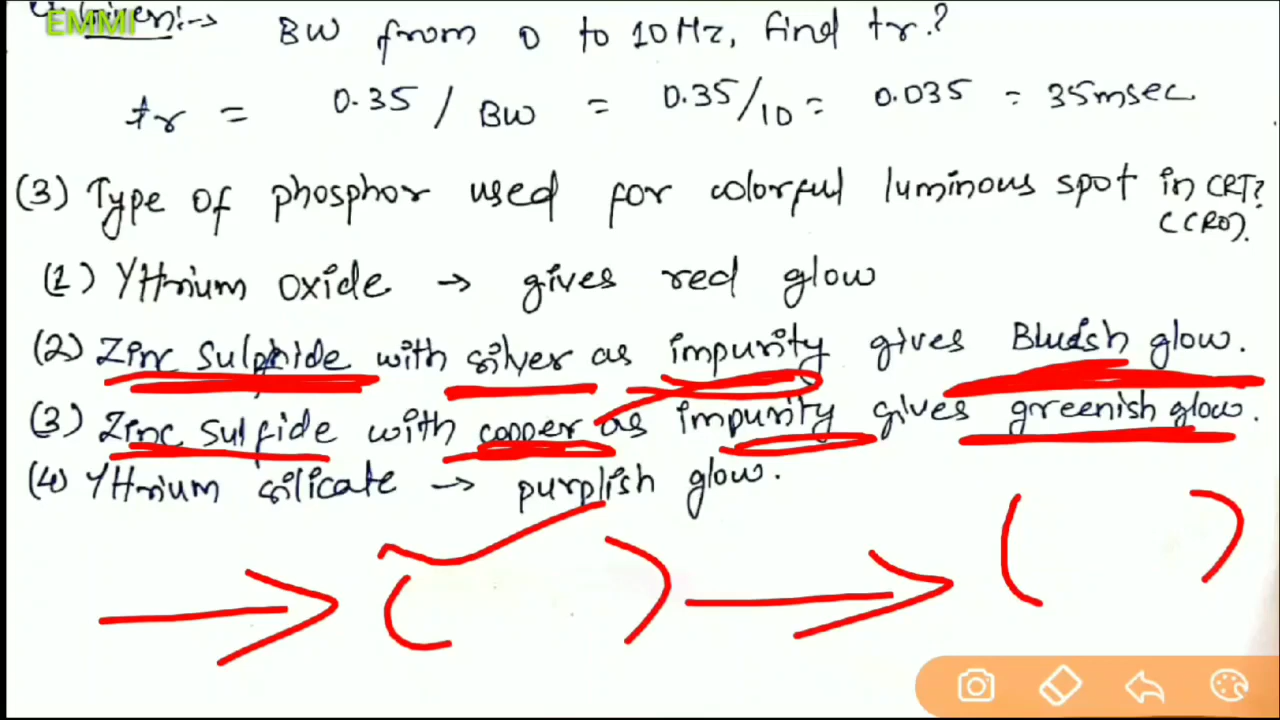 EMMI
:→ BW from 0 to 10Hz, find tr?
tr = 0.35 / BW = 0.35/10 = 0.035 = 35msec
(3) Type of phosphor used for colorful luminous spot in CRT?
(CRO).
(1) Yttrium oxide → gives red glow
(2) Zinc sulphide with silver as impurity gives Bluish glow.
(3) Zinc sulfide with copper as impurity gives greenish glow.
(4) Yttrium silicate → purplish glow.